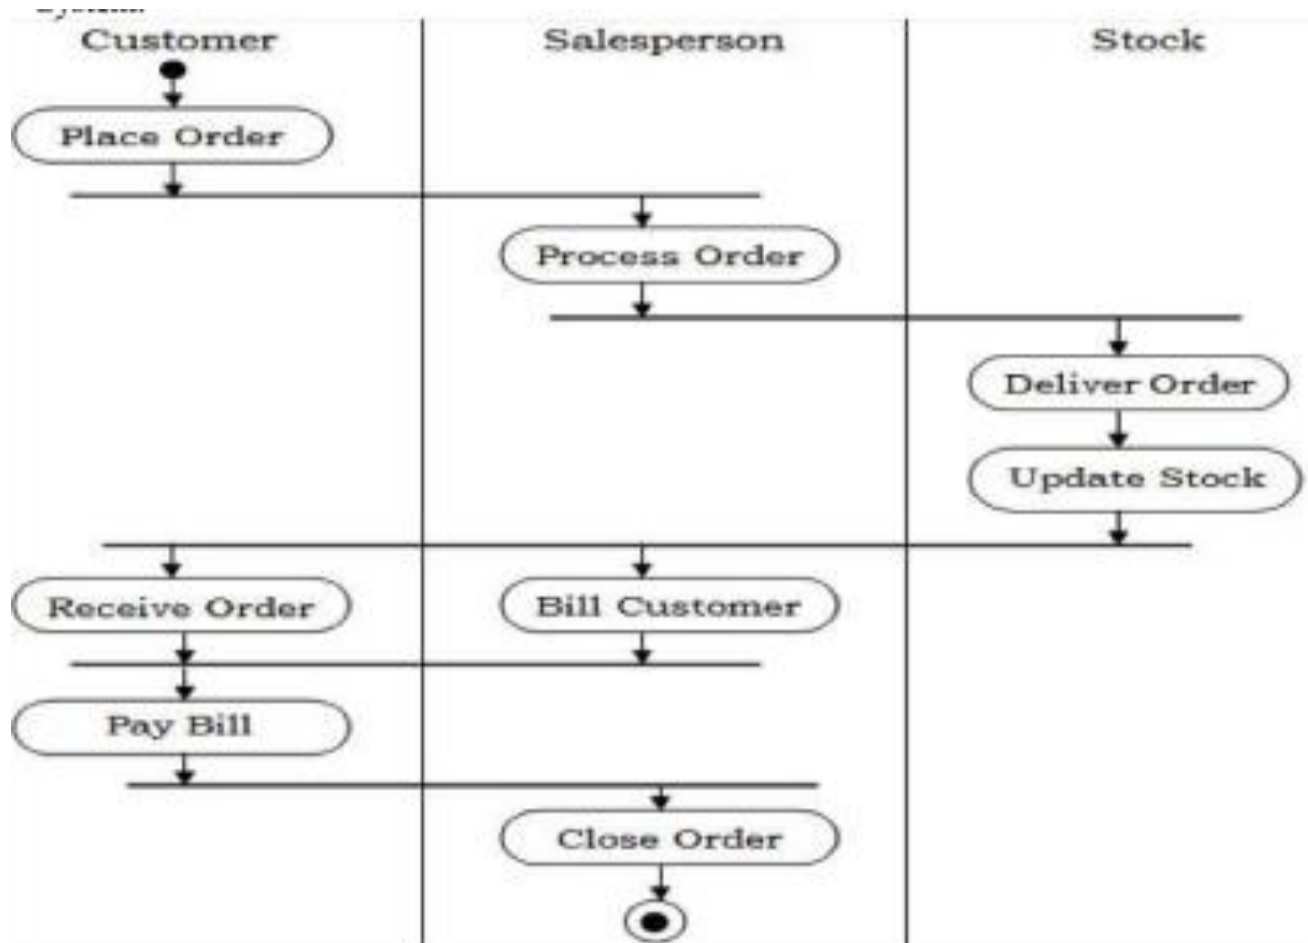 Customer Salesperson Stock
Place Order
Process Order
Deliver Order
Update Stock
Receive Order Bill Customer
Pay Bill
Close Order